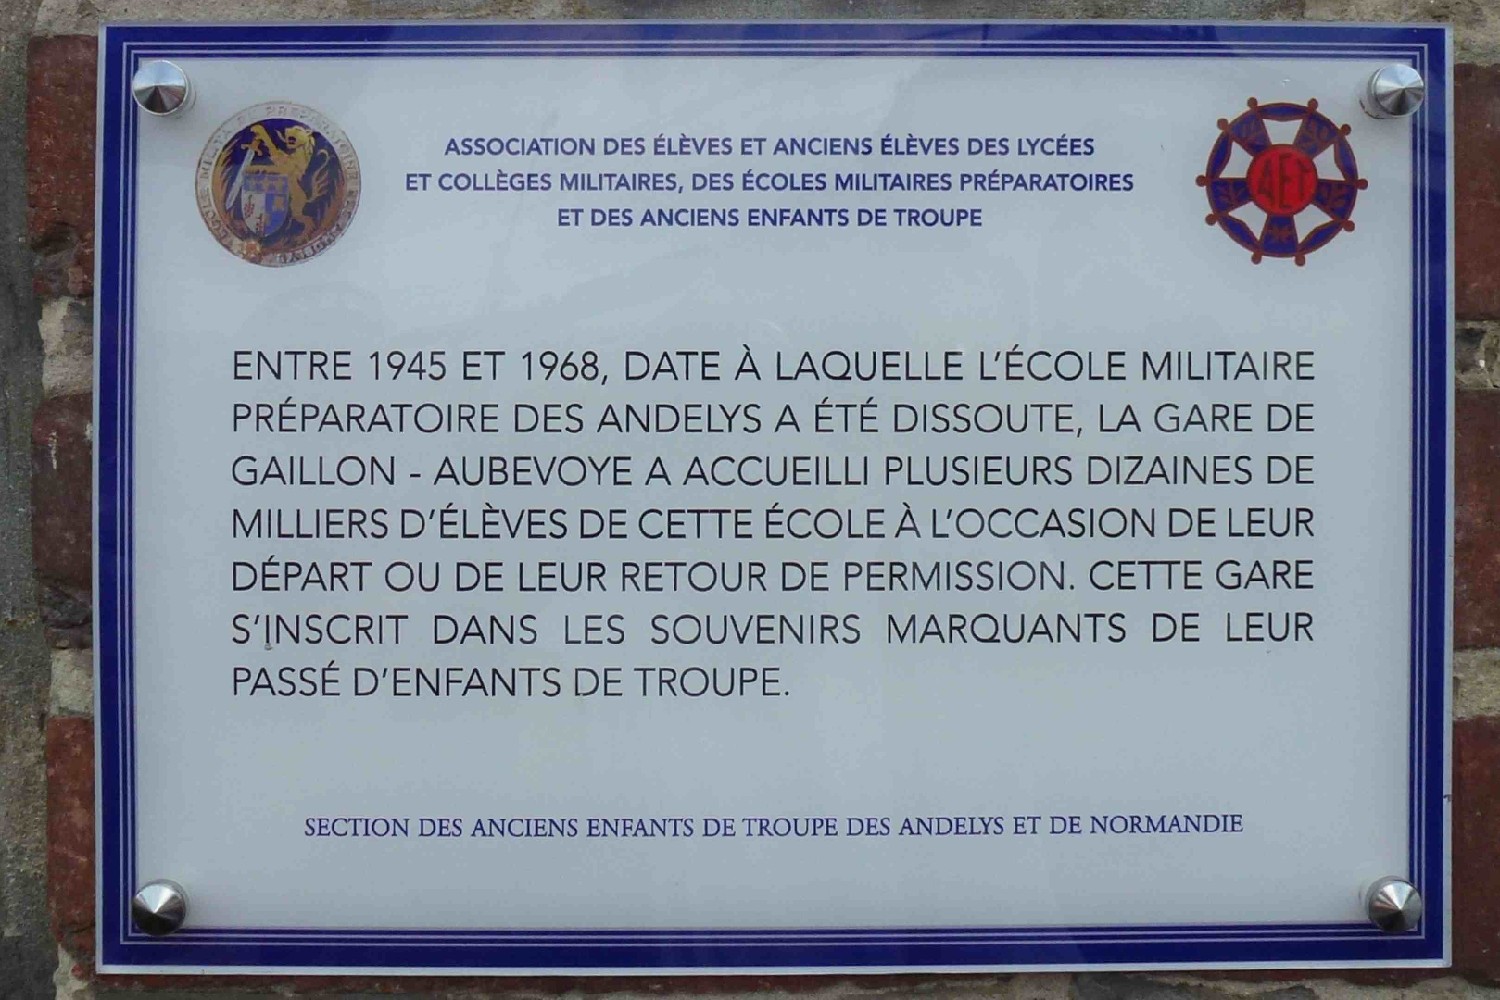 ASSOCIATION DES ÉLÈVES ET ANCIENS ÉLÈVES DES LYCÉES
ET COLLÈGES MILITAIRES, DES ÉCOLES MILITAIRES PRÉPARATOIRES
ET DES ANCIENS ENFANTS DE TROUPE
AET
ENTRE 1945 ET 1968, DATE À LAQUELLE L'ÉCOLE MILITAIRE
PRÉPARATOIRE DES ANDELYS A ÉTÉ DISSOUTE, LA GARE DE
GAILLON - AUBEVOYE A ACCUEILLI PLUSIEURS DIZAINES DE
MILLIERS D'ÉLÈVES DE CETTE ÉCOLE À L'OCCASION DE LEUR
DÉPART OU DE LEUR RETOUR DE PERMISSION. CETTE GARE
S'INSCRIT DANS LES SOUVENIRS MARQUANTS DE LEUR
PASSÉ D'ENFANTS DE TROUPE.
SECTION DES ANCIENS ENFANTS DE TROUPE DES ANDELYS ET DE NORMANDIE